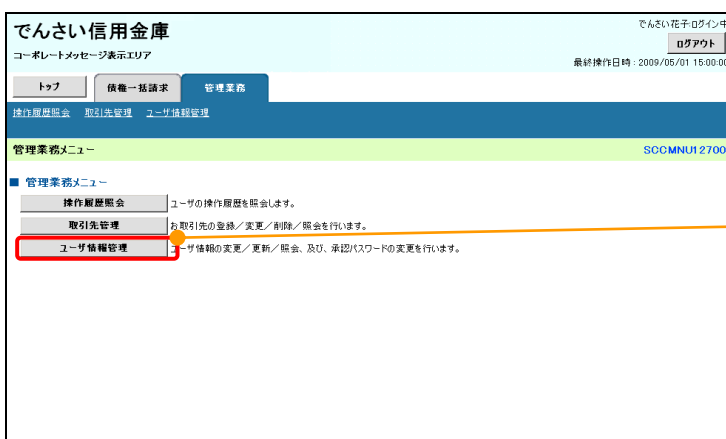 でんさい信用金庫
コーポレートメッセージ表示エリア
でんさい花子:ログイン中
ログアウト
最終操作日時:2009/05/01 15:00:00
トップ 債権一括請求 管理業務
操作履歴照会 取引先管理 ユーザ情報管理
管理業務メニュー SCCMNU12700
■ 管理業務メニュー
操作履歴照会 ユーザの操作履歴を照会します。
取引先管理 お取引先の登録/変更/削除/照会を行います。
ユーザ情報管理 ユーザ情報の変更/更新/照会、及び、承認パスワードの変更を行います。